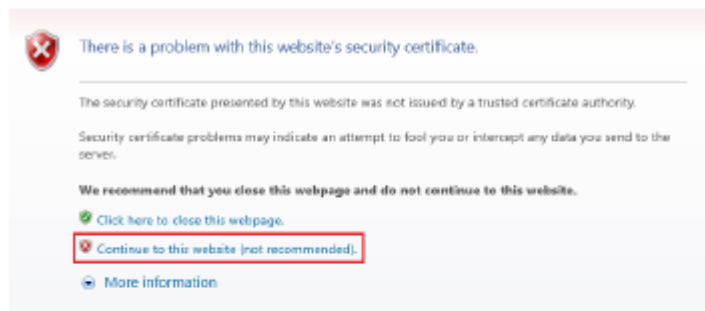 There is a problem with this website's security certificate.
The security certificate presented by this website was not issued by a trusted certificate authority.
Security certificate problems may indicate an attempt to fool you or intercept any data you send to the
server.
We recommend that you close this webpage and do not continue to this website.
Click here to close this webpage.
Continue to this website (not recommended).
More information